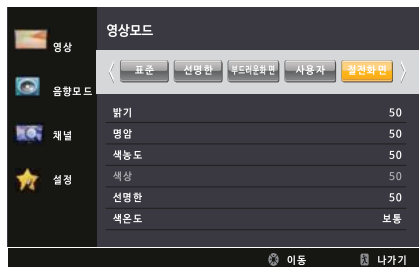 영상모드
영상
표준 선명한 부드러운화면 사용자 절전화면
음향모드
밝기 50
명암 50
채널
색농도 50
색상 50
설정
선명한 50
색온도 보통
이동 나가기